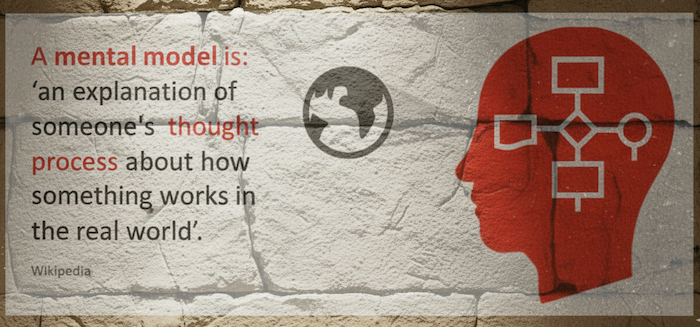 A mental model is:
‘an explanation of
someone's thought
process about how
something works in
the real world’.
Wikipedia